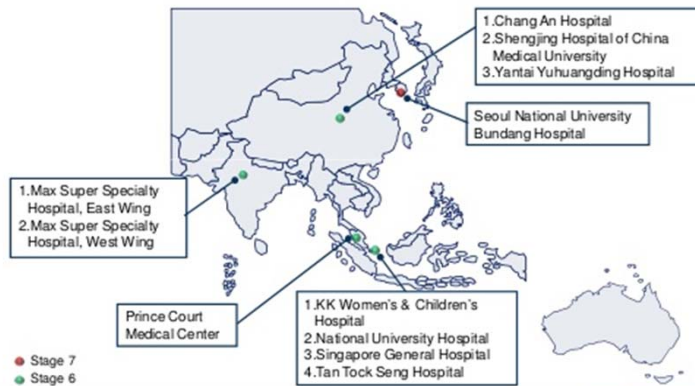 1.Chang An Hospital
2.Shengjing Hospital of China
Medical University
3.Yantai Yuhuangding Hospital
Seoul National University
Bundang Hospital
1.Max Super Specialty
Hospital, East Wing
2.Max Super Specialty
Hospital, West Wing
Prince Court
Medical Center
1.KK Women's & Children's
Hospital
2.National University Hospital
3.Singapore General Hospital
4.Tan Tock Seng Hospital
Stage 7
Stage 6